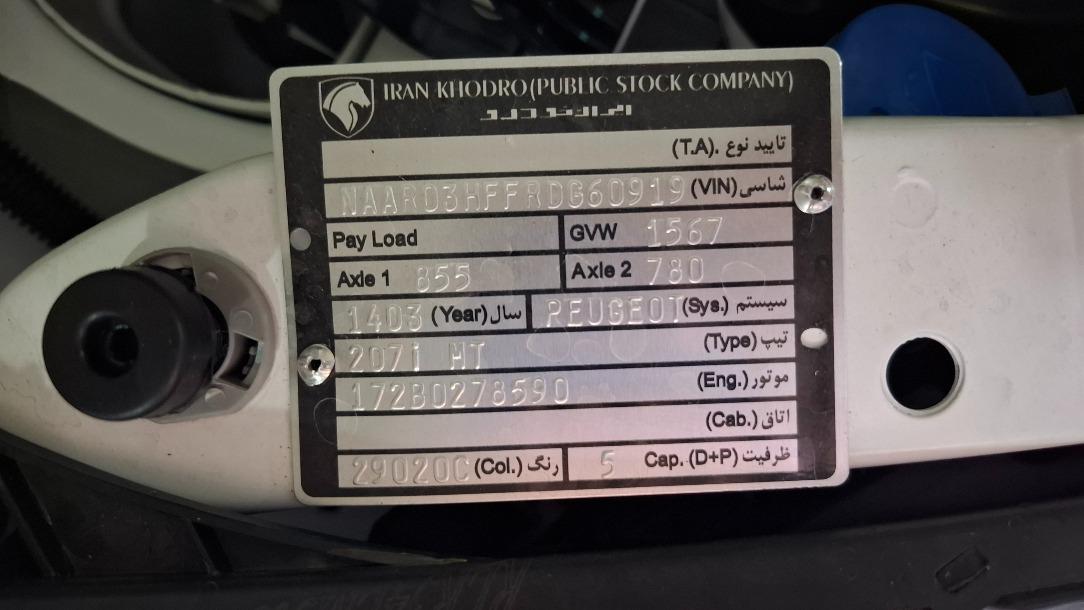 IRAN KHODRO (PUBLIC STOCK COMPANY)
ایران خودرو
تایید نوع (T.A.)
شاسی (VIN) NAAR03HFFRDG60919
Pay Load GVW 1567
Axle 1 855 Axle 2 780
سال (Year) 1403 سیستم (Sys.) PEUGEOT
تیپ (Type) 207i MT
موتور (Eng.) 172B0278590
اتاق (Cab.)
رنگ (Col.) 29020C ظرفیت Cap. (D+P) 5